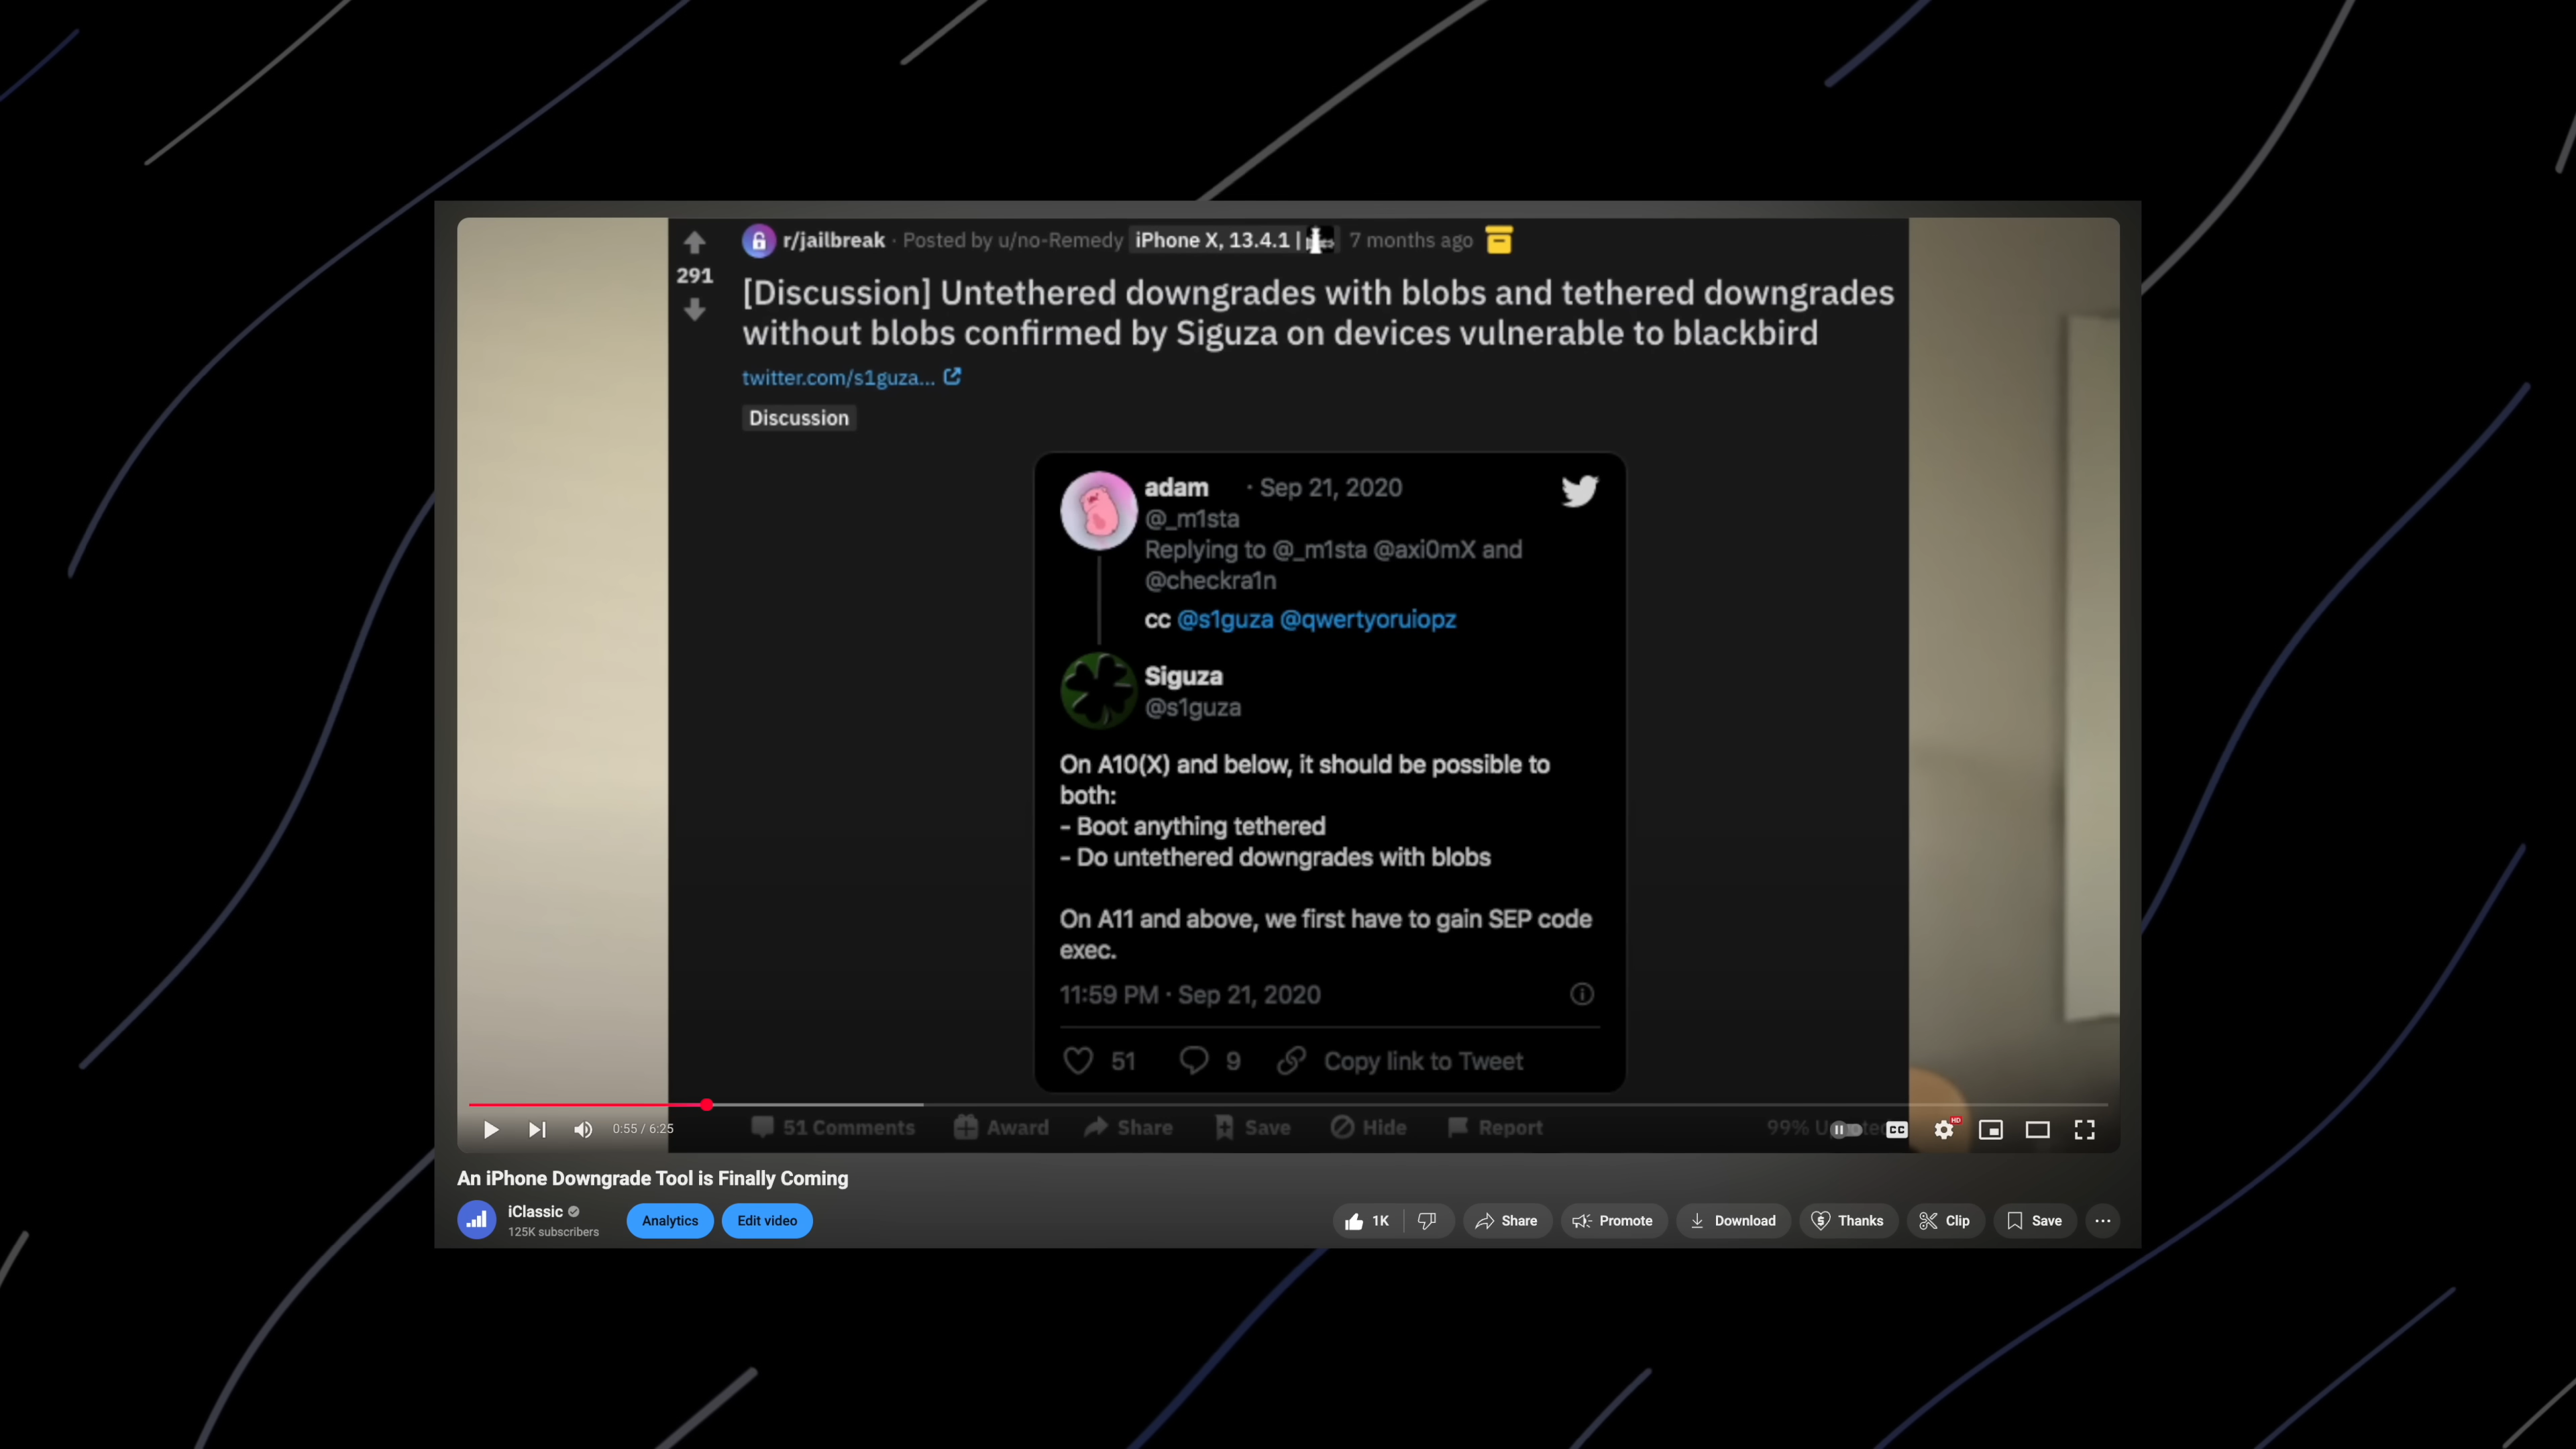 r/jailbreak · Posted by u/no-Remedy iPhone X, 13.4.1 | 7 months ago
291
[Discussion] Untethered downgrades with blobs and tethered downgrades
without blobs confirmed by Siguza on devices vulnerable to blackbird
twitter.com/s1guza...
Discussion
adam · Sep 21, 2020
@_m1sta
Replying to @_m1sta @axi0mX and
@checkra1n
cc @s1guza @qwertyoruiopz
Siguza
@s1guza
On A10(X) and below, it should be possible to
both:
- Boot anything tethered
- Do untethered downgrades with blobs
On A11 and above, we first have to gain SEP code
exec.
11:59 PM · Sep 21, 2020
51 9 Copy link to Tweet
51 Comments Award Share Save Hide Report 99%
0:55 / 6:25 CC HD
An iPhone Downgrade Tool is Finally Coming
iClassic
125K subscribers
Analytics Edit video 1K Share Promote Download Thanks Clip Save